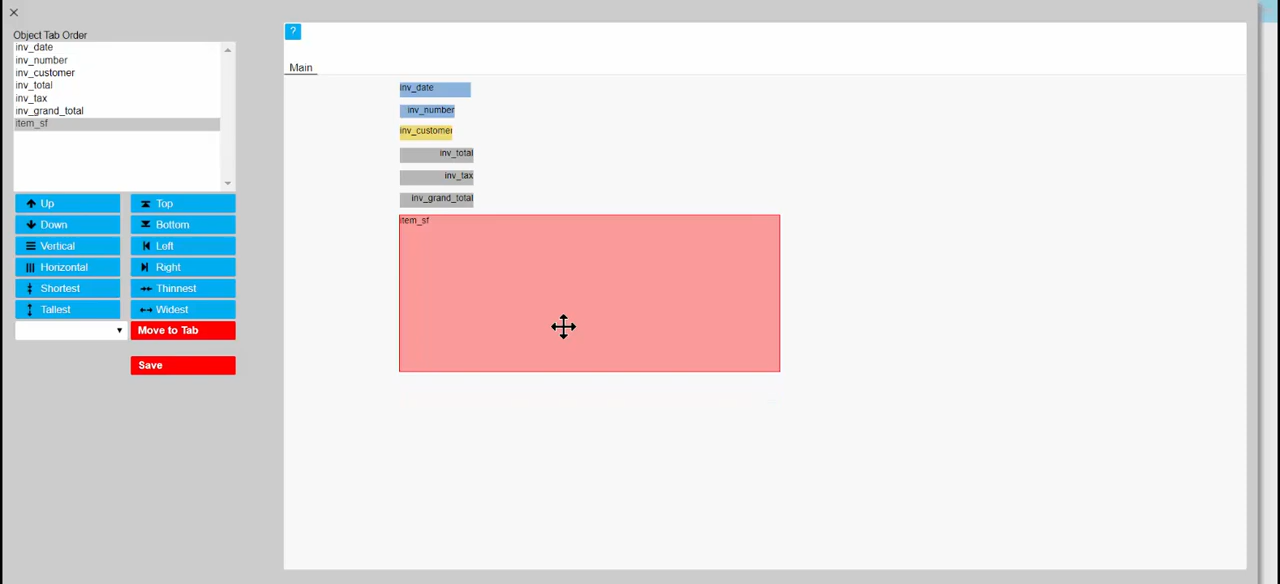 Object Tab Order
inv_date
inv_number
inv_customer
inv_total
inv_tax
inv_grand_total
item_sf
Up
Top
Down
Bottom
Vertical
Left
Horizontal
Right
Shortest
Thinnest
Tallest
Widest
Move to Tab
Save
?
Main
inv_date
inv_number
inv_customer
inv_total
inv_tax
inv_grand_total
item_sf